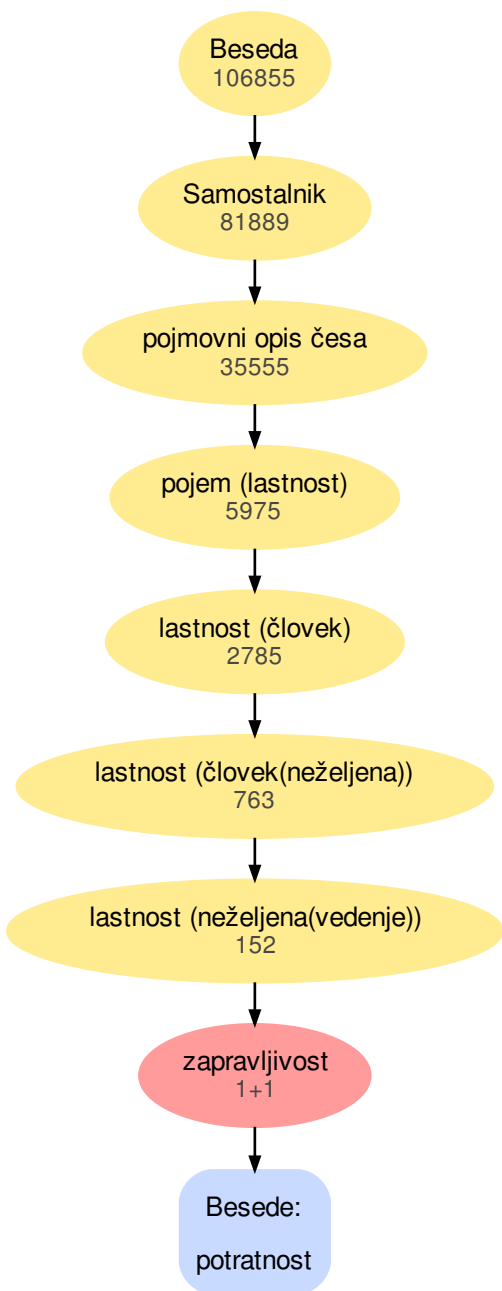 Beseda
106855
Samostalnik
81889
pojmovni opis česa
35555
pojem (lastnost)
5975
lastnost (človek)
2785
lastnost (človek(neželjena))
763
lastnost (neželjena(vedenje))
152
zapravljivost
1+1
Besede:
potratnost